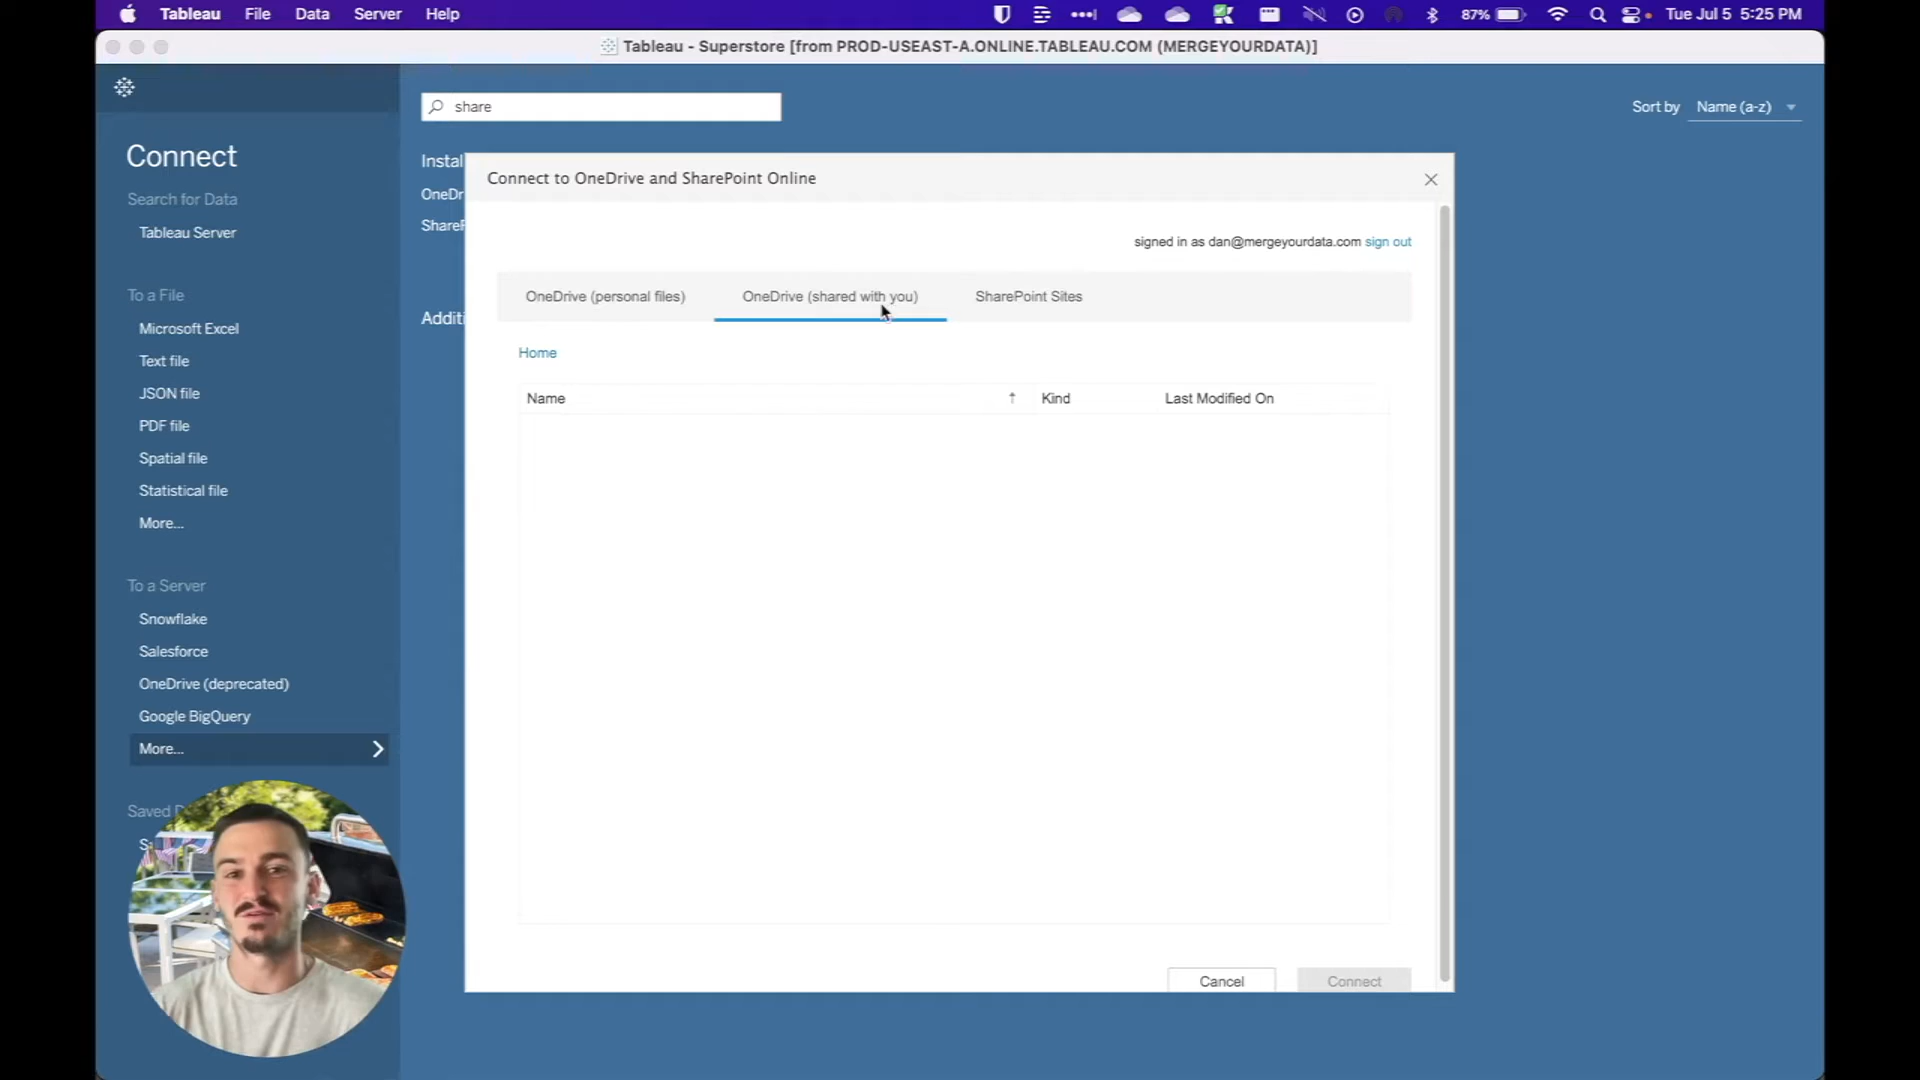 Tableau File Data Server Help 87% Tue Jul 5 5:25 PM
Tableau - Superstore [from PROD-USEAST-A.ONLINE.TABLEAU.COM (MERGEYOURDATA)]
share
Sort by Name (a-z)
Connect
Search for Data
Tableau Server
To a File
Microsoft Excel
Text file
JSON file
PDF file
Spatial file
Statistical file
More...
To a Server
Snowflake
Salesforce
OneDrive (deprecated)
Google BigQuery
More...
Saved
Instal
OneDr
Addit
Connect to OneDrive and SharePoint Online
signed in as dan@mergeyourdata.com sign out
OneDrive (personal files) OneDrive (shared with you) SharePoint Sites
Home
Name Kind Last Modified On
Cancel Connect